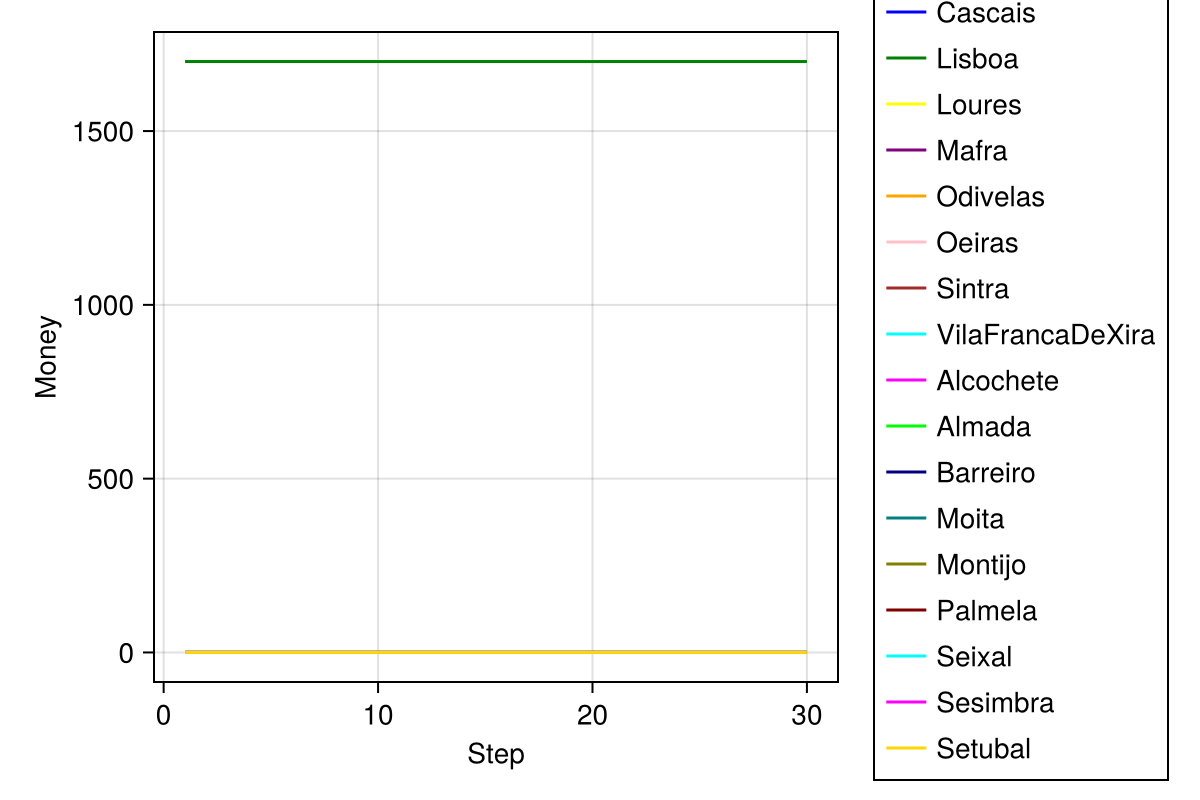 Money
1500
1000
500
0
0
10
20
30
Step
Cascais
Lisboa
Loures
Mafra
Odivelas
Oeiras
Sintra
VilaFrancaDeXira
Alcochete
Almada
Barreiro
Moita
Montijo
Palmela
Seixal
Sesimbra
Setubal